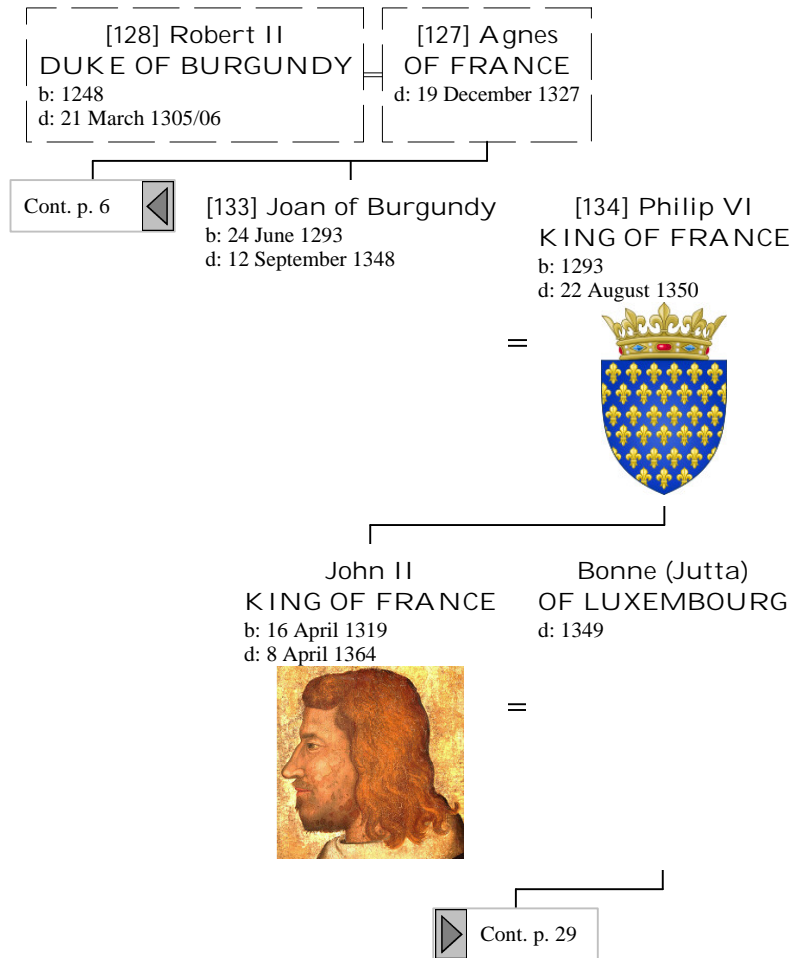 [128] Robert II
DUKE OF BURGUNDY
b: 1248
d: 21 March 1305/06
[127] Agnes
OF FRANCE
d: 19 December 1327
Cont. p. 6
[133] Joan of Burgundy
b: 24 June 1293
d: 12 September 1348
[134] Philip VI
KING OF FRANCE
b: 1293
d: 22 August 1350
=
John II
KING OF FRANCE
b: 16 April 1319
d: 8 April 1364
Bonne (Jutta)
OF LUXEMBOURG
d: 1349
=
Cont. p. 29